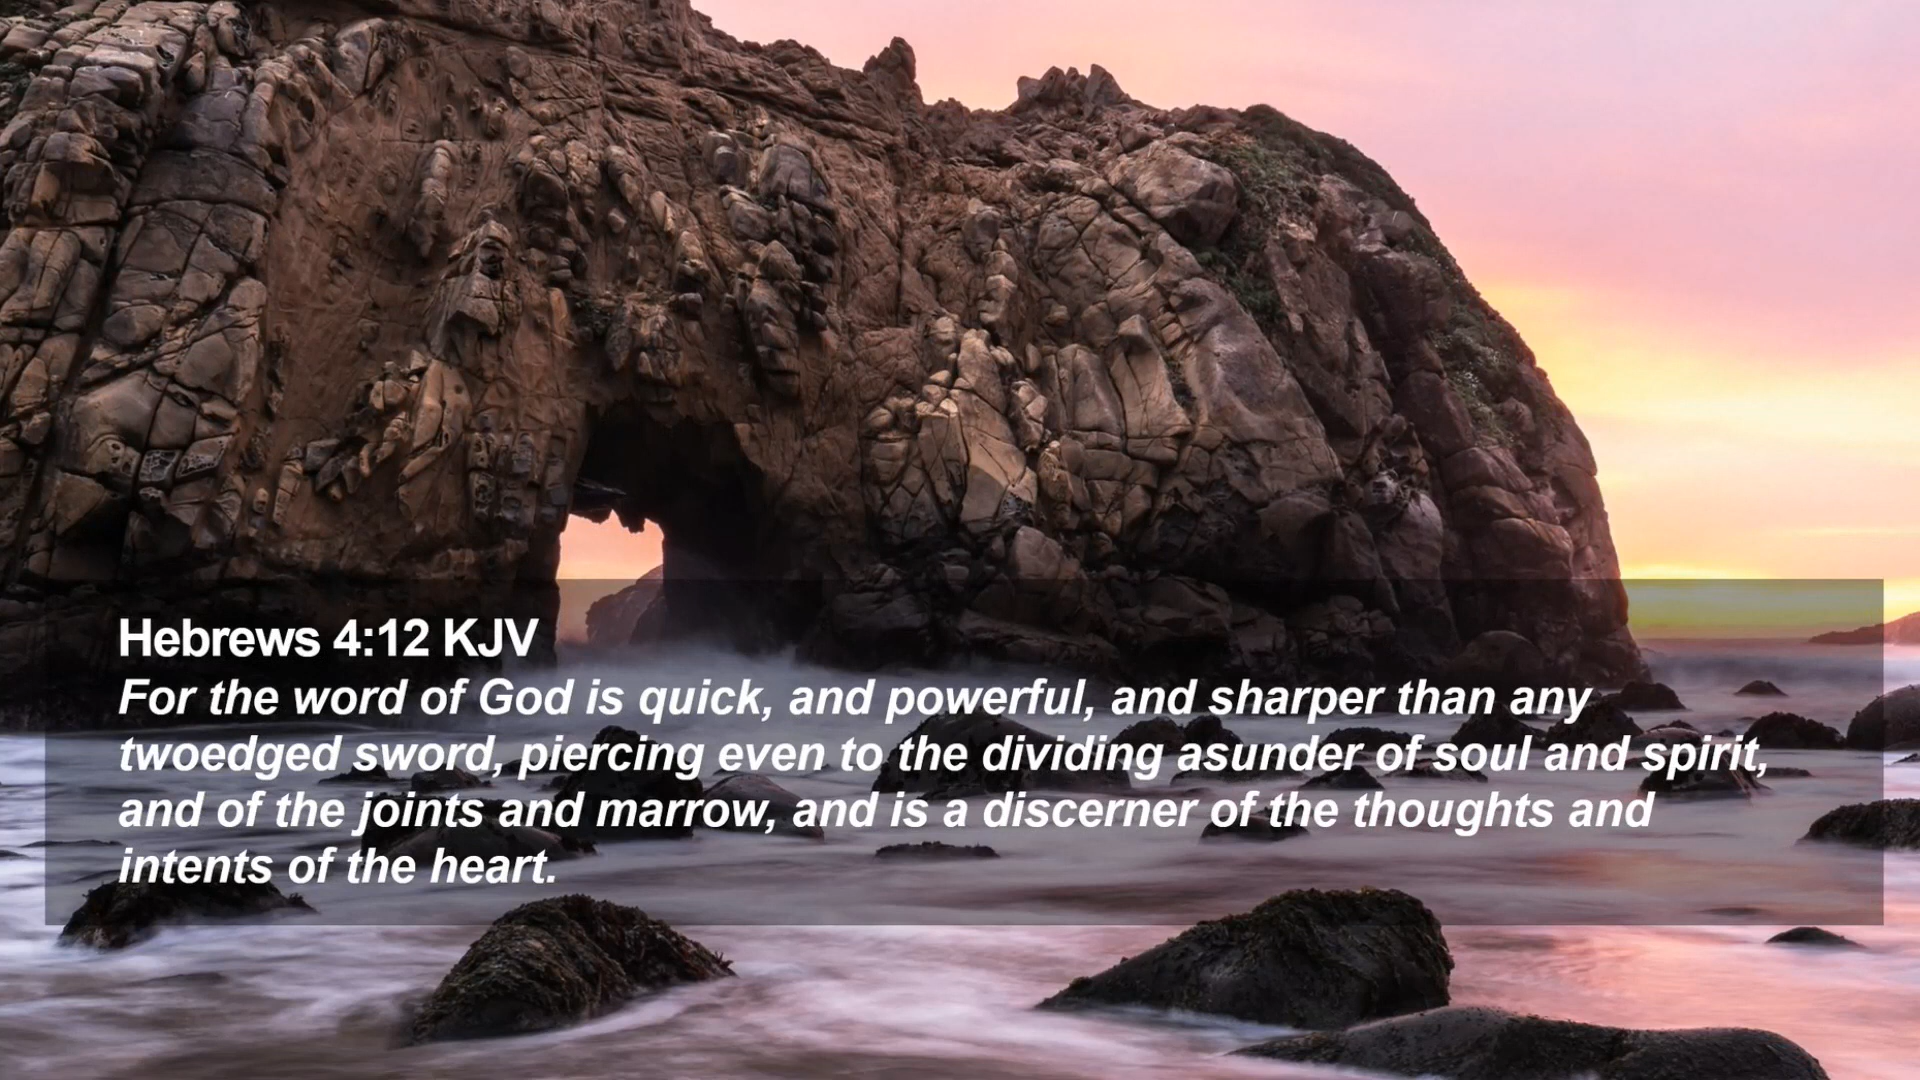 Hebrews 4:12 KJV
For the word of God is quick, and powerful, and sharper than any
twoedged sword, piercing even to the dividing asunder of soul and spirit,
and of the joints and marrow, and is a discerner of the thoughts and
intents of the heart.